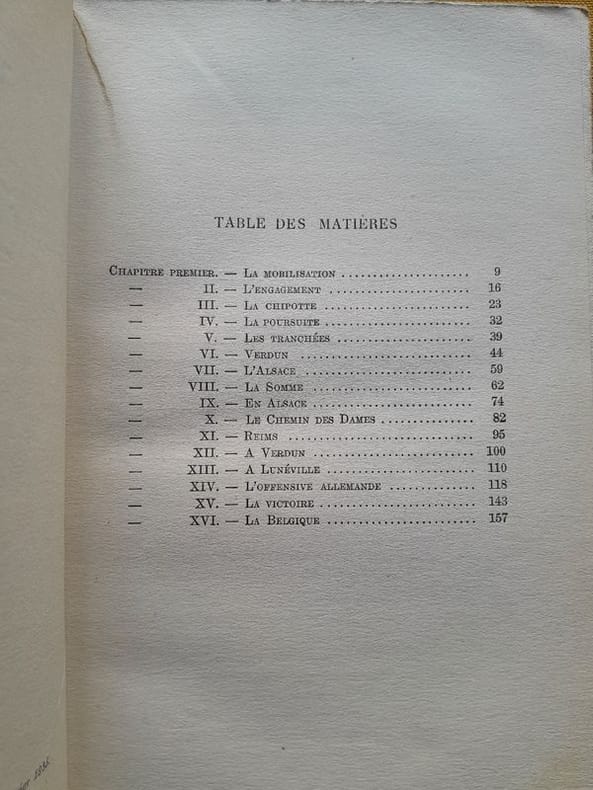 TABLE DES MATIÈRES
CHAPITRE PREMIER. — LA MOBILISATION ..................... 9
— II. — L'ENGAGEMENT ....................... 16
— III. — LA CHIPOTTE ........................ 23
— IV. — LA POURSUITE ........................ 32
— V. — LES TRANCHÉES ...................... 39
— VI. — VERDUN ........................... 44
— VII. — L'ALSACE ........................... 59
— VIII. — LA SOMME ......................... 62
— IX. — EN ALSACE ......................... 74
— X. — LE CHEMIN DES DAMES ............... 82
— XI. — REIMS ............................. 95
— XII. — A VERDUN .......................... 100
— XIII. — A LUNÉVILLE ....................... 110
— XIV. — L'OFFENSIVE ALLEMANDE .............. 118
— XV. — LA VICTOIRE ......................... 143
— XVI. — LA BELGIQUE ........................ 157